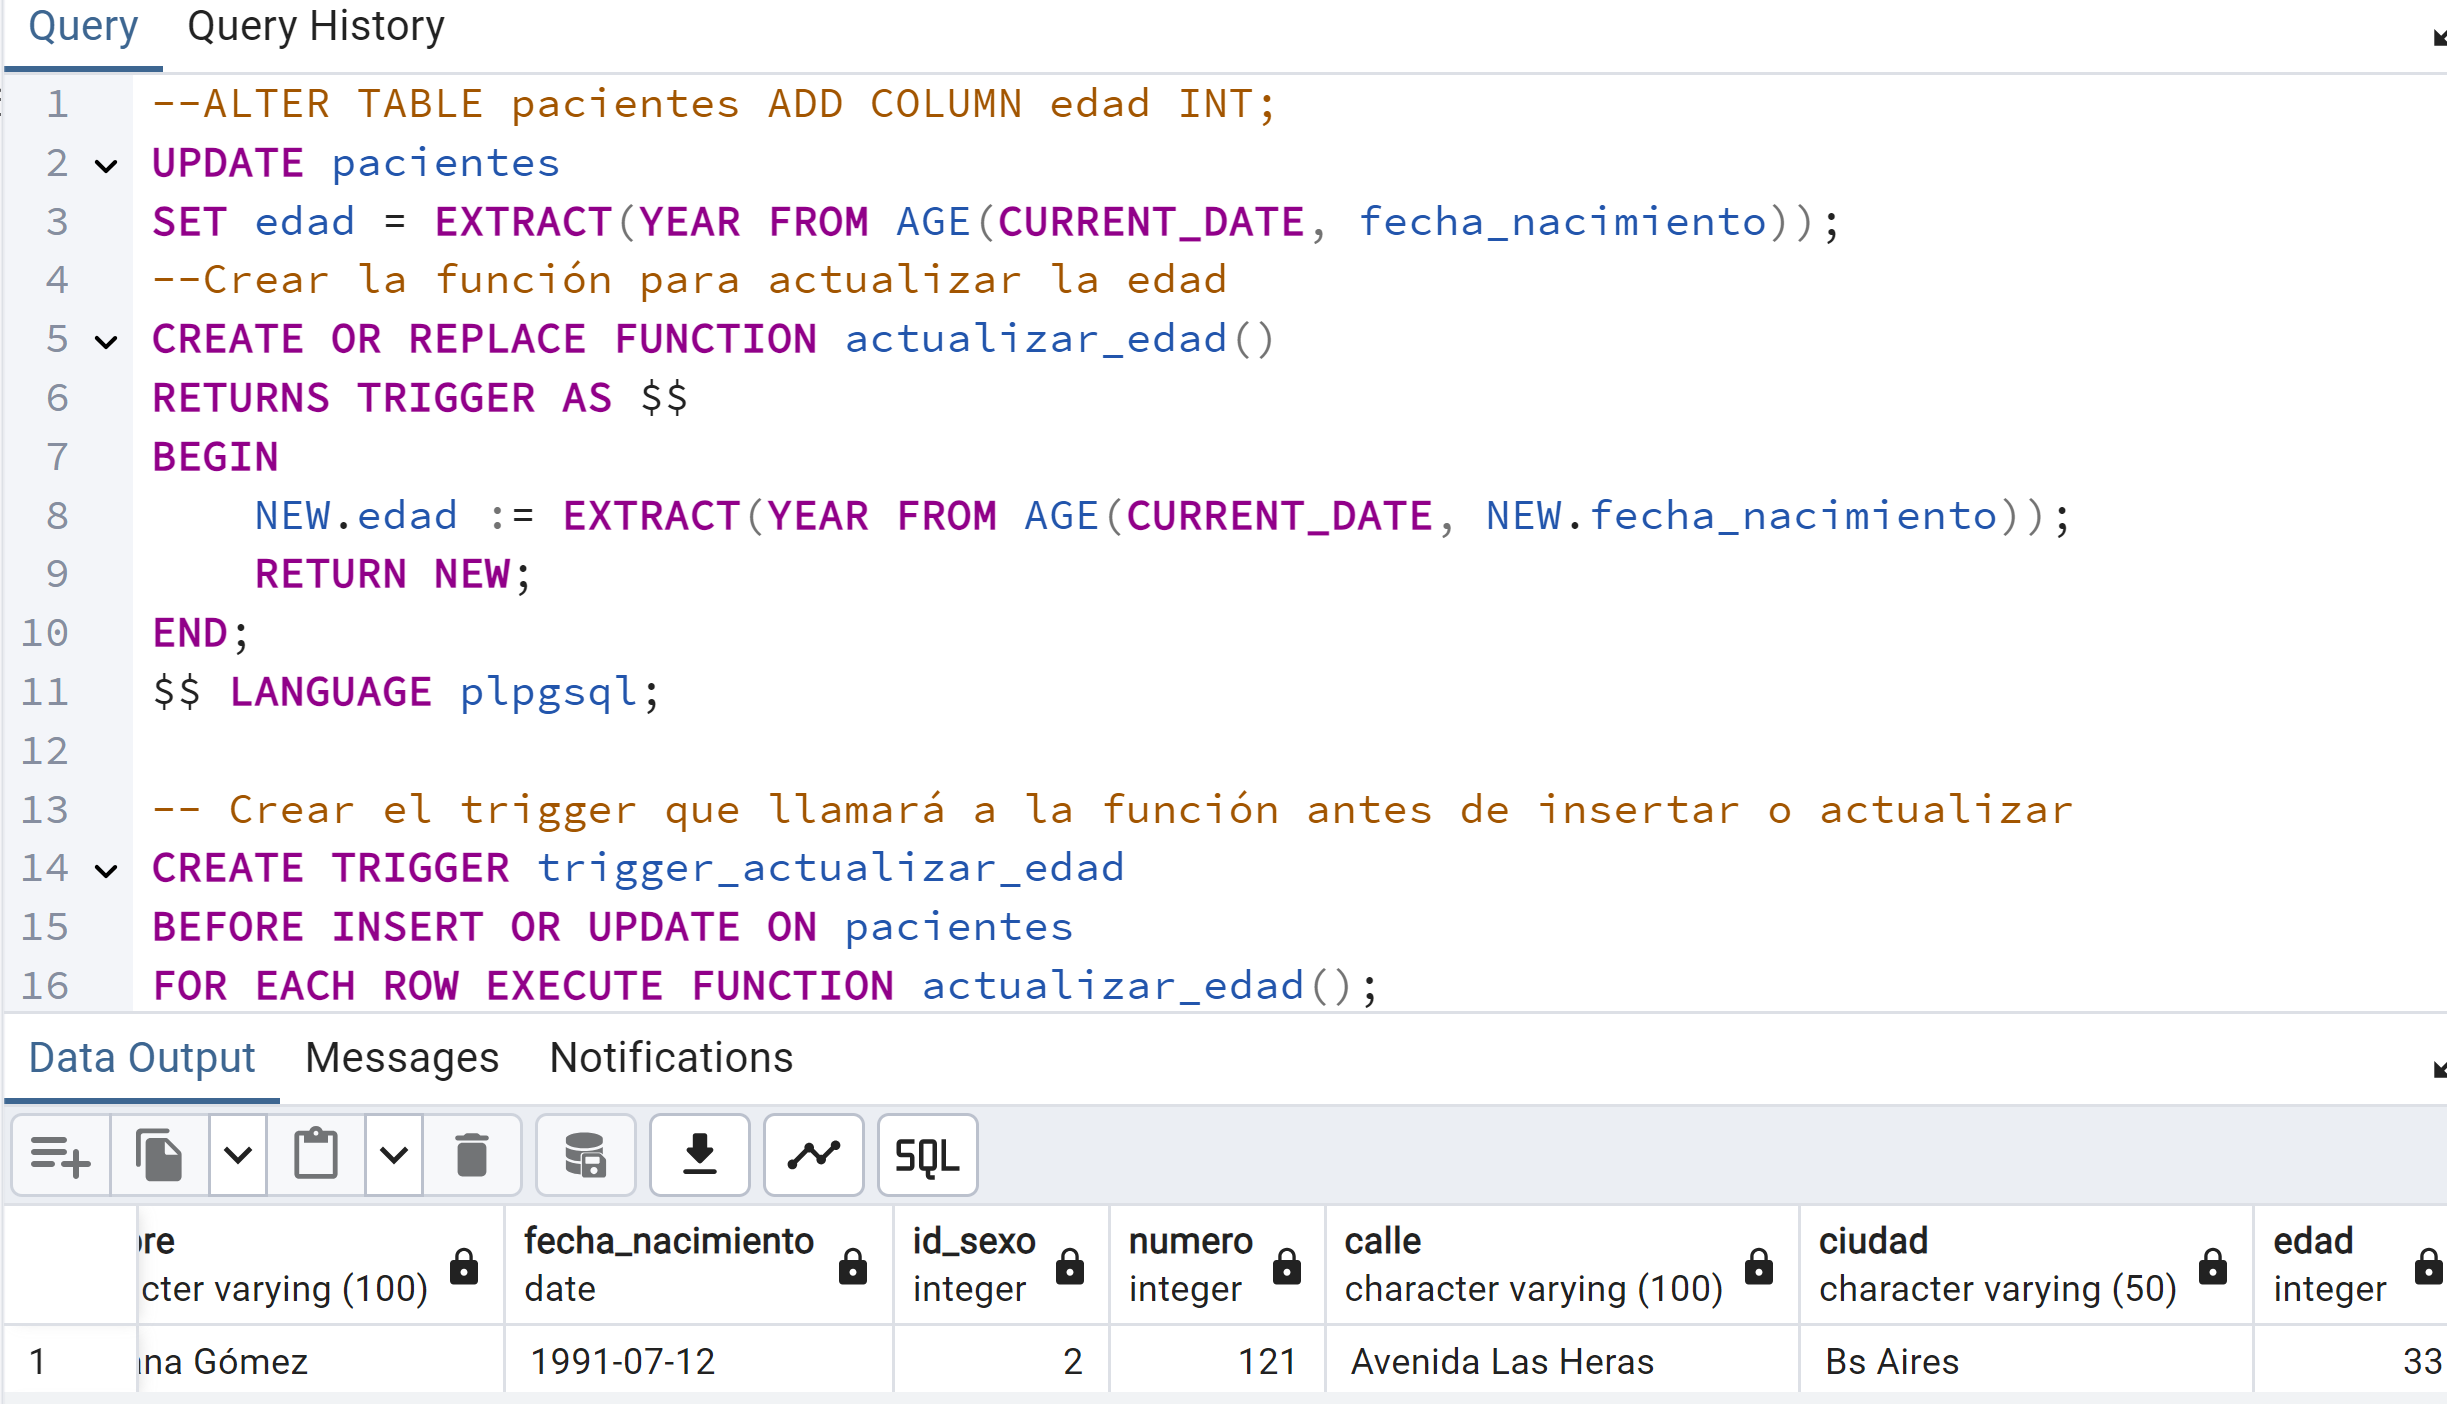 Query Query History
1 --ALTER TABLE pacientes ADD COLUMN edad INT;
2 UPDATE pacientes
3 SET edad = EXTRACT(YEAR FROM AGE(CURRENT_DATE, fecha_nacimiento));
4 --Crear la función para actualizar la edad
5 CREATE OR REPLACE FUNCTION actualizar_edad()
6 RETURNS TRIGGER AS $$
7 BEGIN
8 NEW.edad := EXTRACT(YEAR FROM AGE(CURRENT_DATE, NEW.fecha_nacimiento));
9 RETURN NEW;
10 END;
11 $$ LANGUAGE plpgsql;
12
13 -- Crear el trigger que llamará a la función antes de insertar o actualizar
14 CREATE TRIGGER trigger_actualizar_edad
15 BEFORE INSERT OR UPDATE ON pacientes
16 FOR EACH ROW EXECUTE FUNCTION actualizar_edad();
Data Output Messages Notifications
SQL
re fecha_nacimiento id_sexo numero calle ciudad edad
cter varying (100) date integer integer character varying (100) character varying (50) integer
1 na Gómez 1991-07-12 2 121 Avenida Las Heras Bs Aires 33